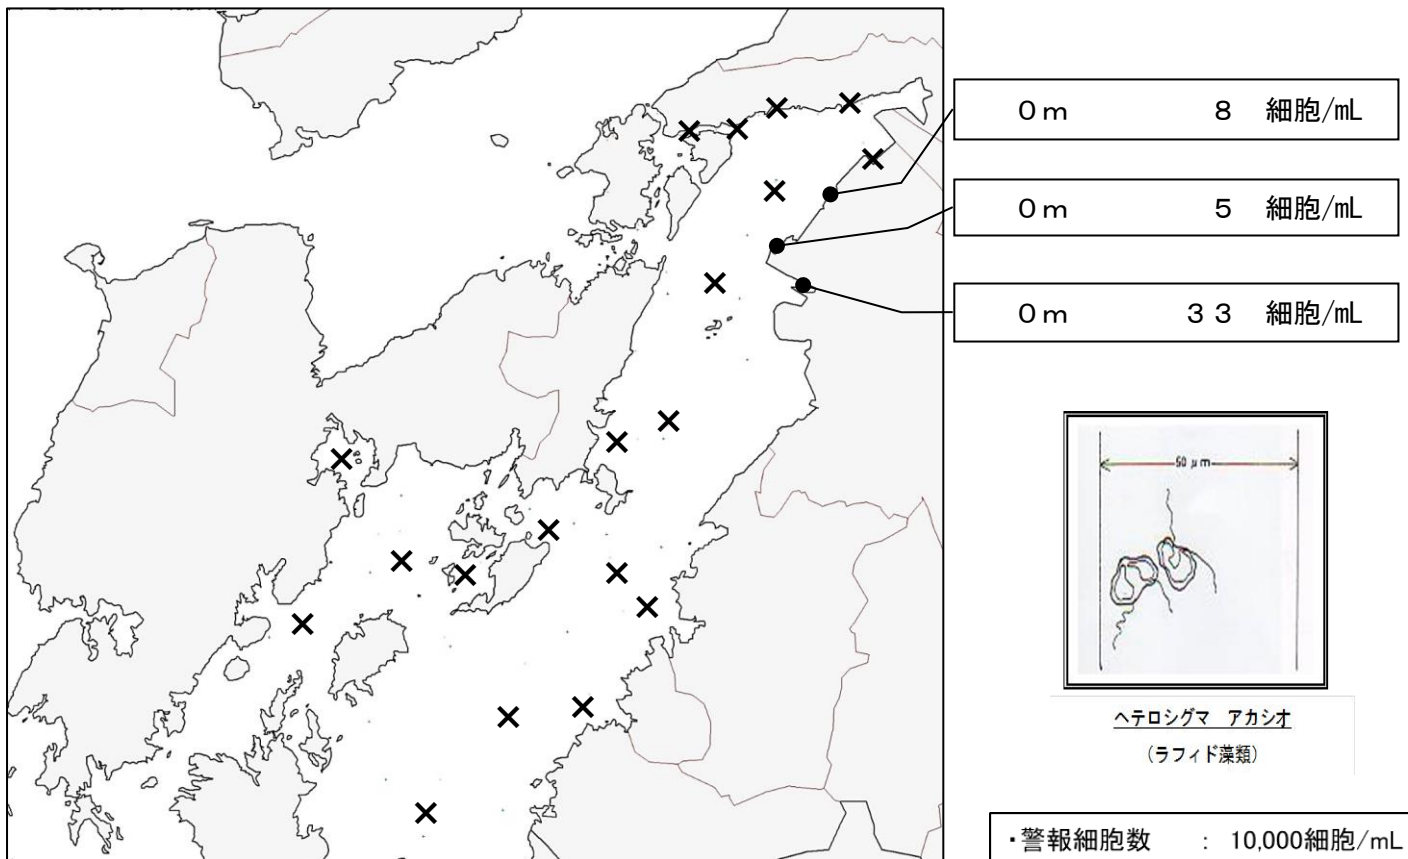 ０ｍ　８　細胞/mL
０ｍ　５　細胞/mL
０ｍ　３３　細胞/mL
50 μm
ヘテロシグマ　アカシオ
(ラフィド藻類)
・警報細胞数　：　10,000細胞/mL